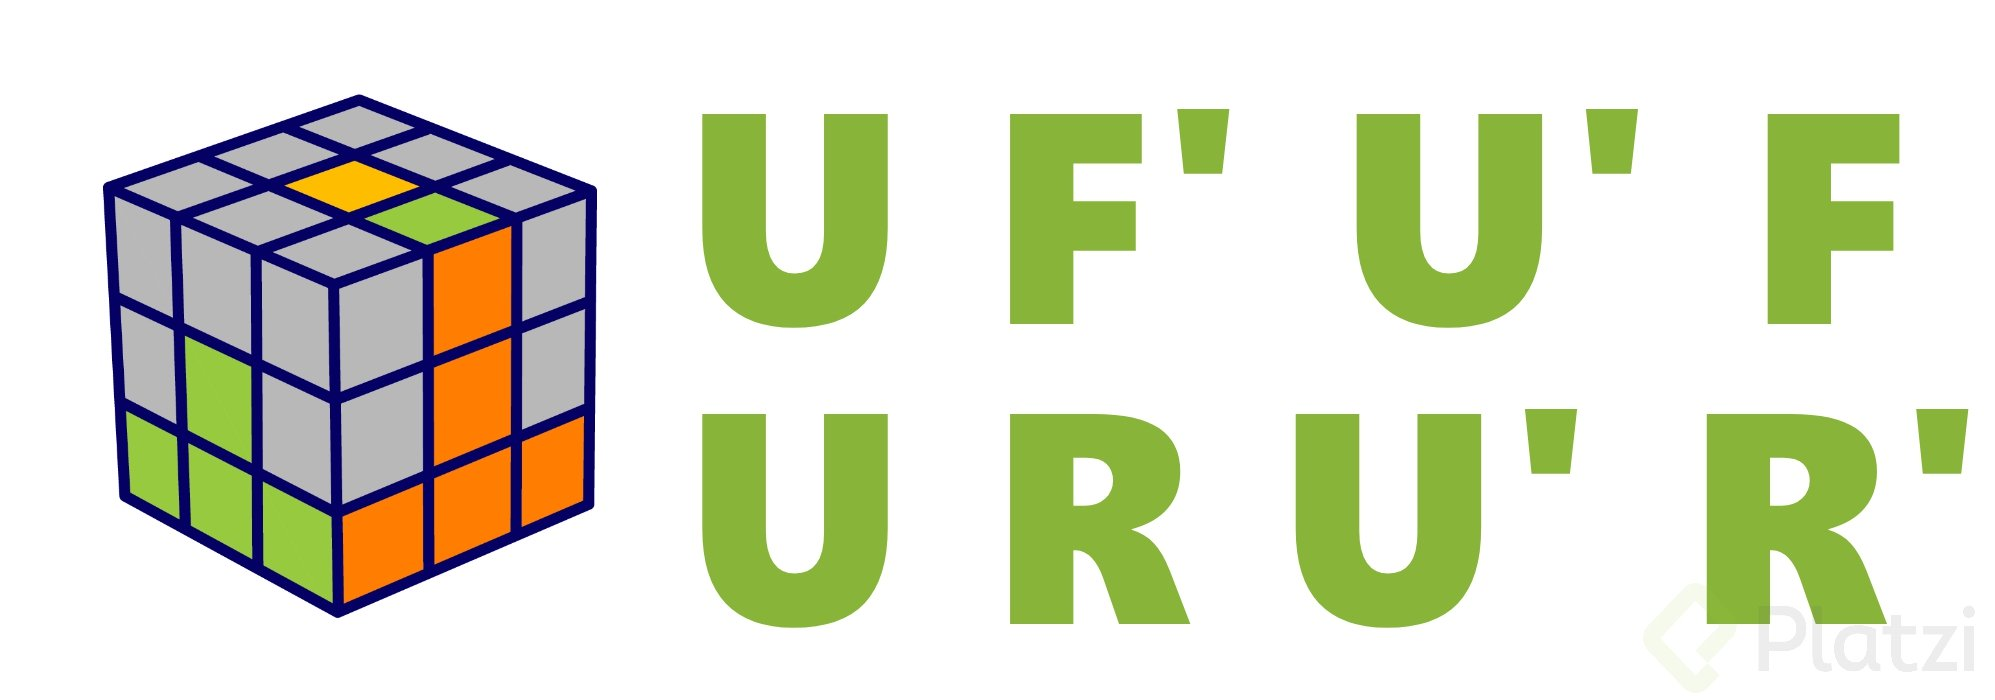 U F' U' F
U R U' R'
Platzi